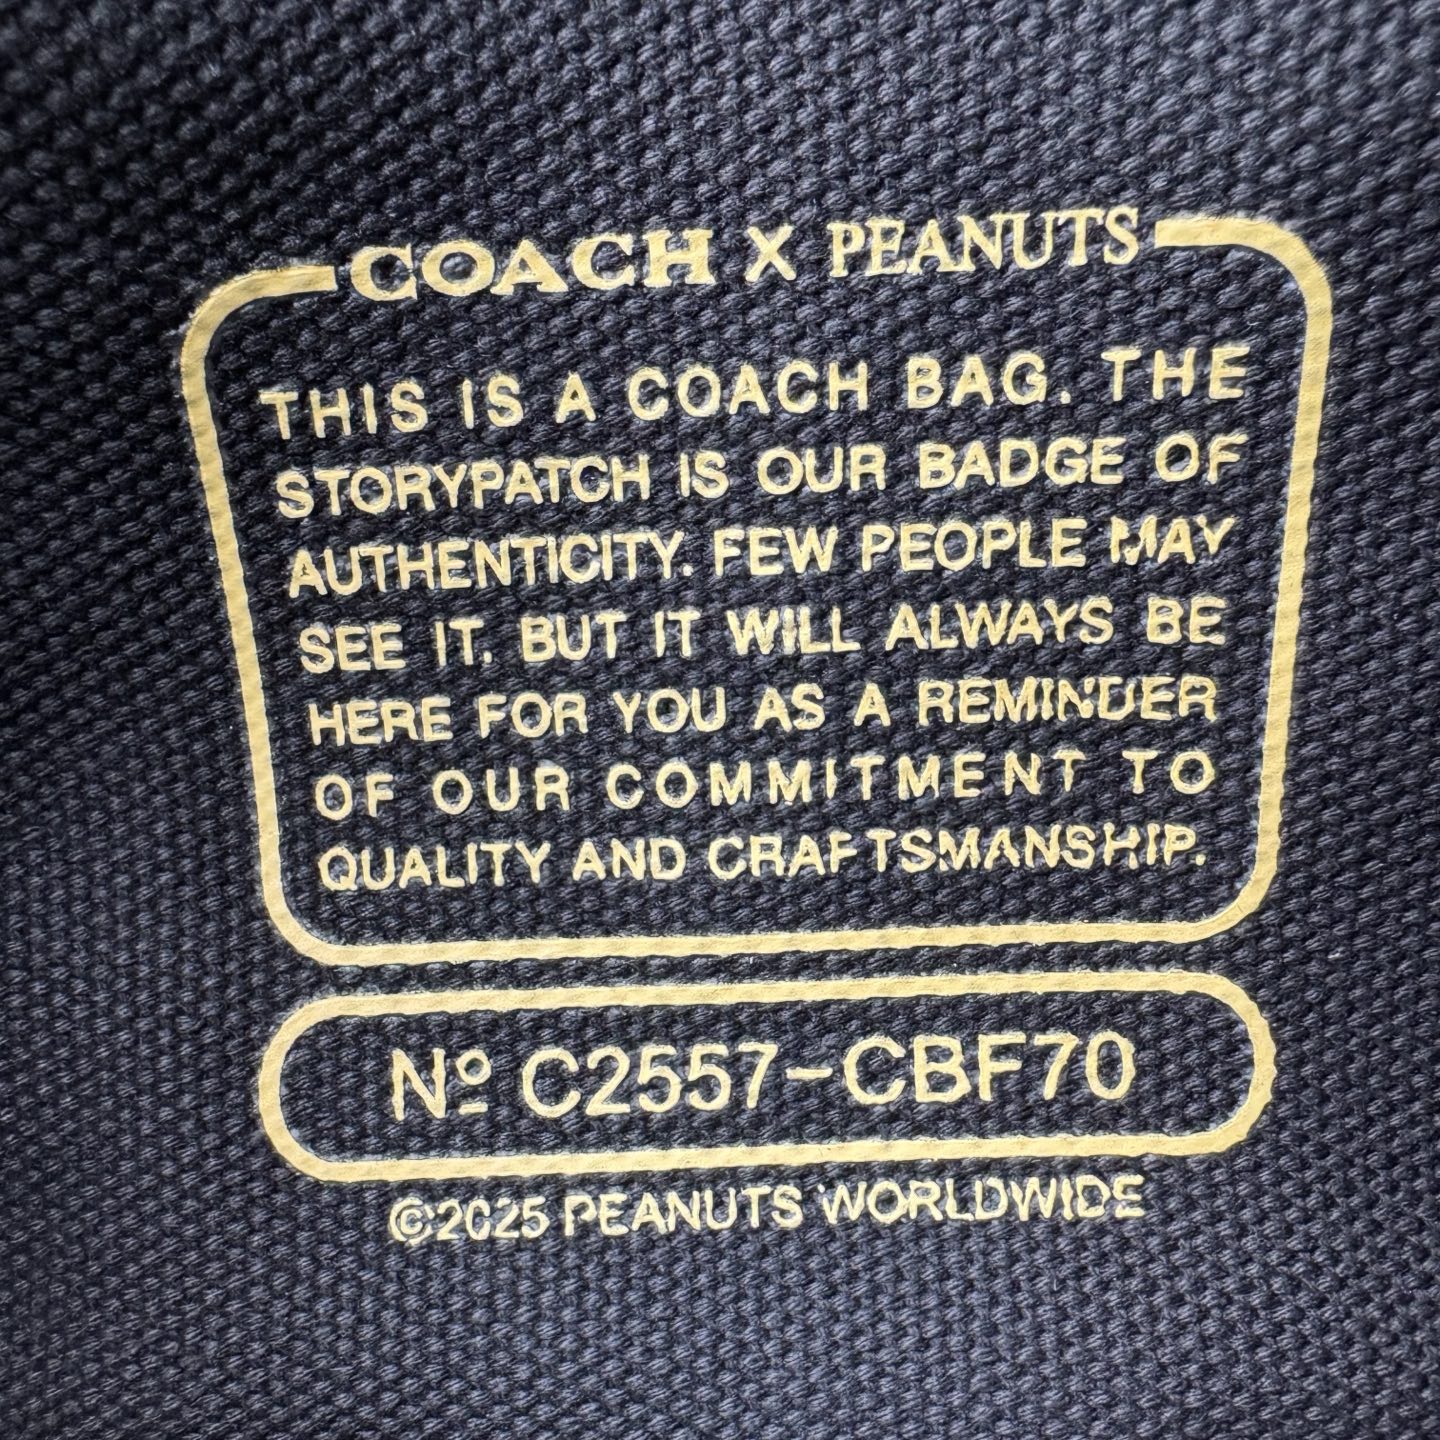 COACH X PEANUTS
THIS IS A COACH BAG. THE
STORYPATCH IS OUR BADGE OF
AUTHENTICITY. FEW PEOPLE MAY
SEE IT, BUT IT WILL ALWAYS BE
HERE FOR YOU AS A REMINDER
OF OUR COMMITMENT TO
QUALITY AND CRAFTSMANSHIP.
Nº C2557-CBF70
©2025 PEANUTS WORLDWIDE